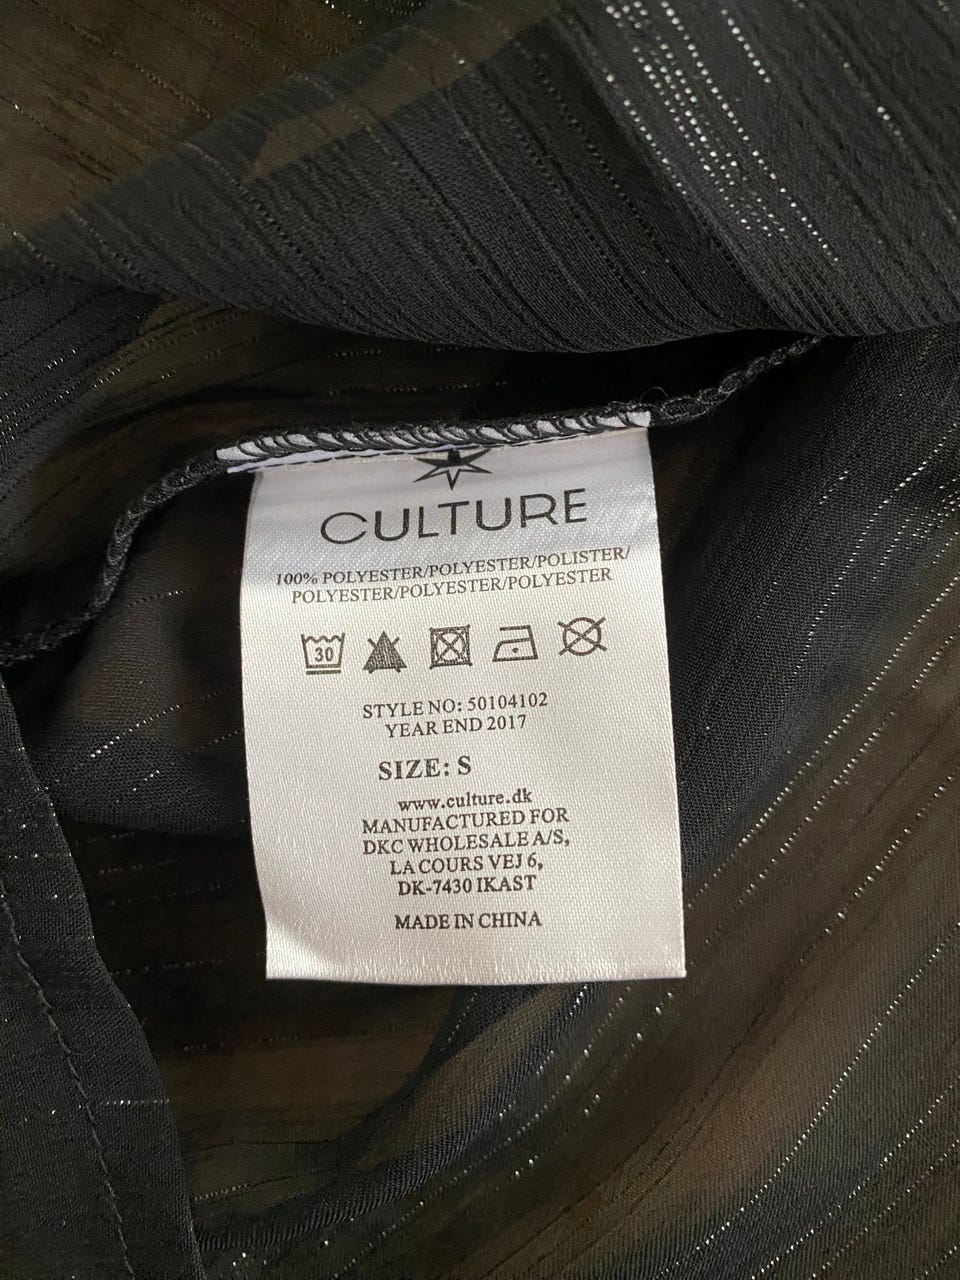 CULTURE
100% POLYESTER/POLYESTER/POLISTER/
POLYESTER/POLYESTER/POLYESTER
30
STYLE NO: 50104102
YEAR END 2017
SIZE: S
www.culture.dk
MANUFACTURED FOR
DKC WHOLESALE A/S,
LA COURS VEJ 6,
DK-7430 IKAST
MADE IN CHINA